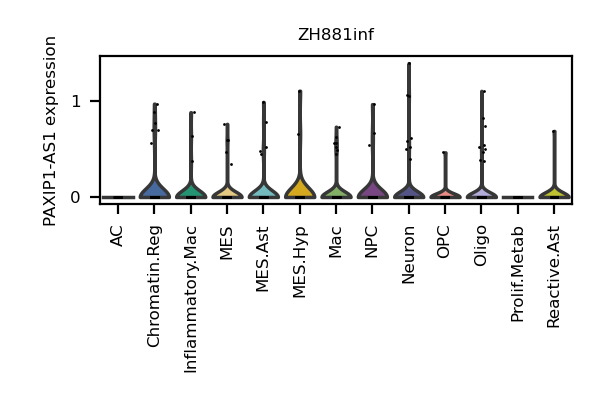 ZH881inf
PAXIP1-AS1 expression
1
0
AC
Chromatin.Reg
Inflammatory.Mac
MES
MES.Ast
MES.Hyp
Mac
NPC
Neuron
OPC
Oligo
Prolif.Metab
Reactive.Ast